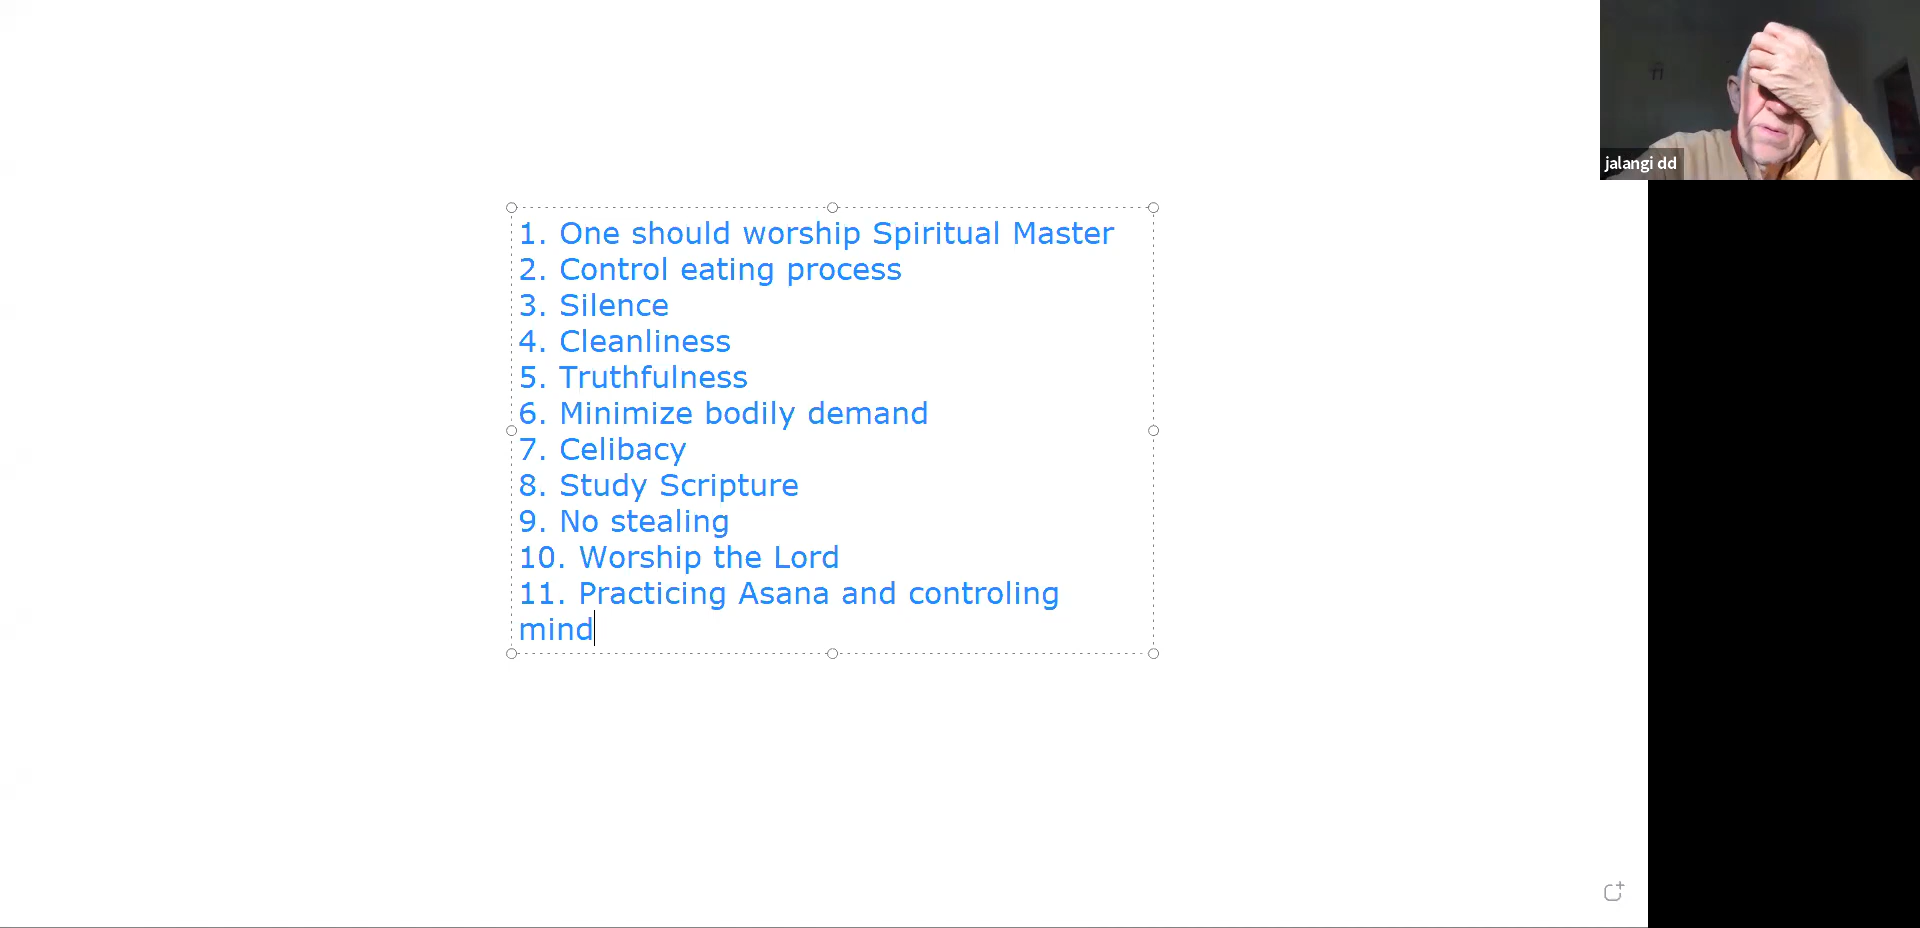 jalangi dd
1. One should worship Spiritual Master
2. Control eating process
3. Silence
4. Cleanliness
5. Truthfulness
6. Minimize bodily demand
7. Celibacy
8. Study Scripture
9. No stealing
10. Worship the Lord
11. Practicing Asana and controling
mind